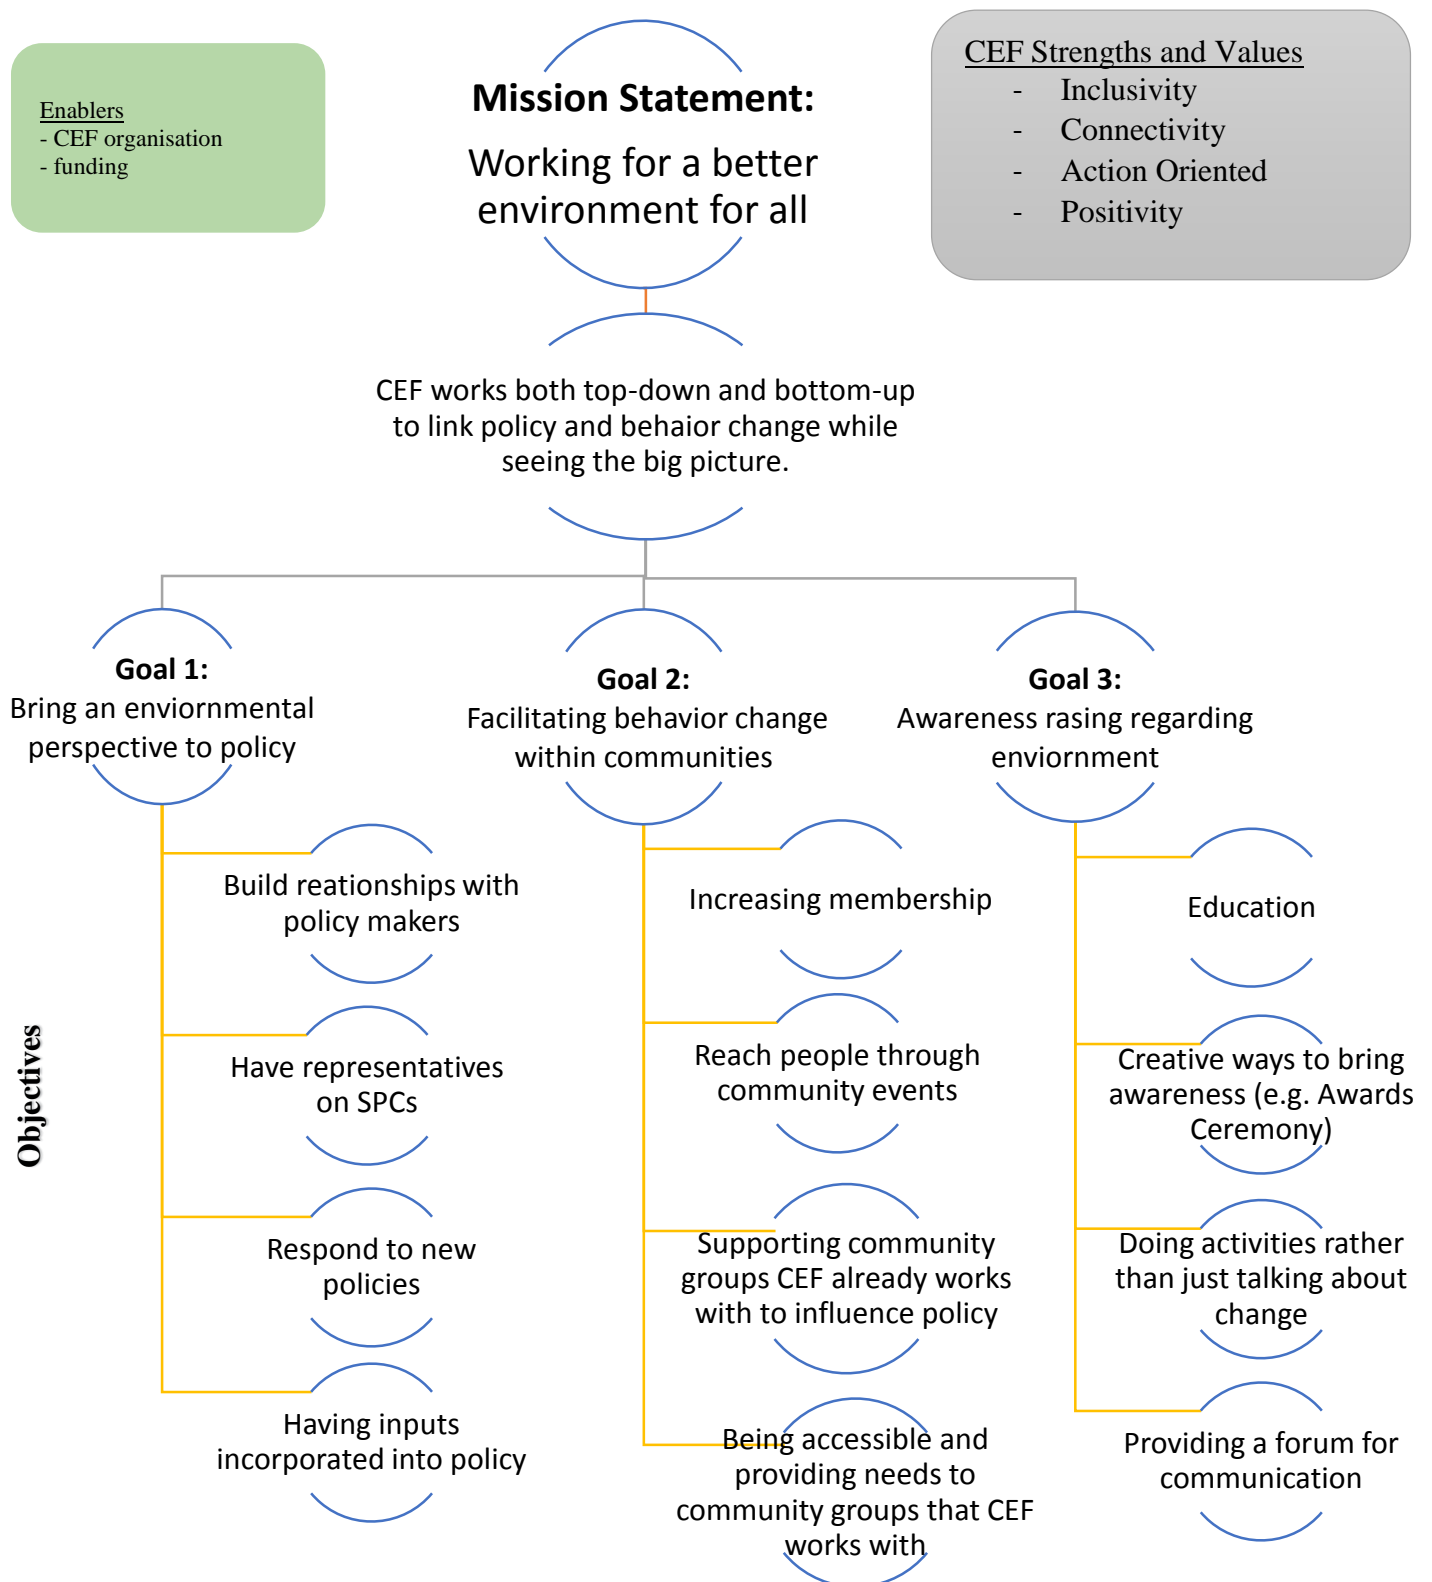 Enablers
- CEF organisation
- funding
Mission Statement:
Working for a better
environment for all
CEF Strengths and Values
- Inclusivity
- Connectivity
- Action Oriented
- Positivity
CEF works both top-down and bottom-up
to link policy and behaior change while
seeing the big picture.
Goal 1:
Bring an enviornmental
perspective to policy
Goal 2:
Facilitating behavior change
within communities
Goal 3:
Awareness rasing regarding
enviornment
Objectives
Build reationships with
policy makers
Have representatives
on SPCs
Respond to new
policies
Having inputs
incorporated into policy
Increasing membership
Reach people through
community events
Supporting community
groups CEF already works
with to influence policy
Being accessible and
providing needs to
community groups that CEF
works with
Education
Creative ways to bring
awareness (e.g. Awards
Ceremony)
Doing activities rather
than just talking about
change
Providing a forum for
communication